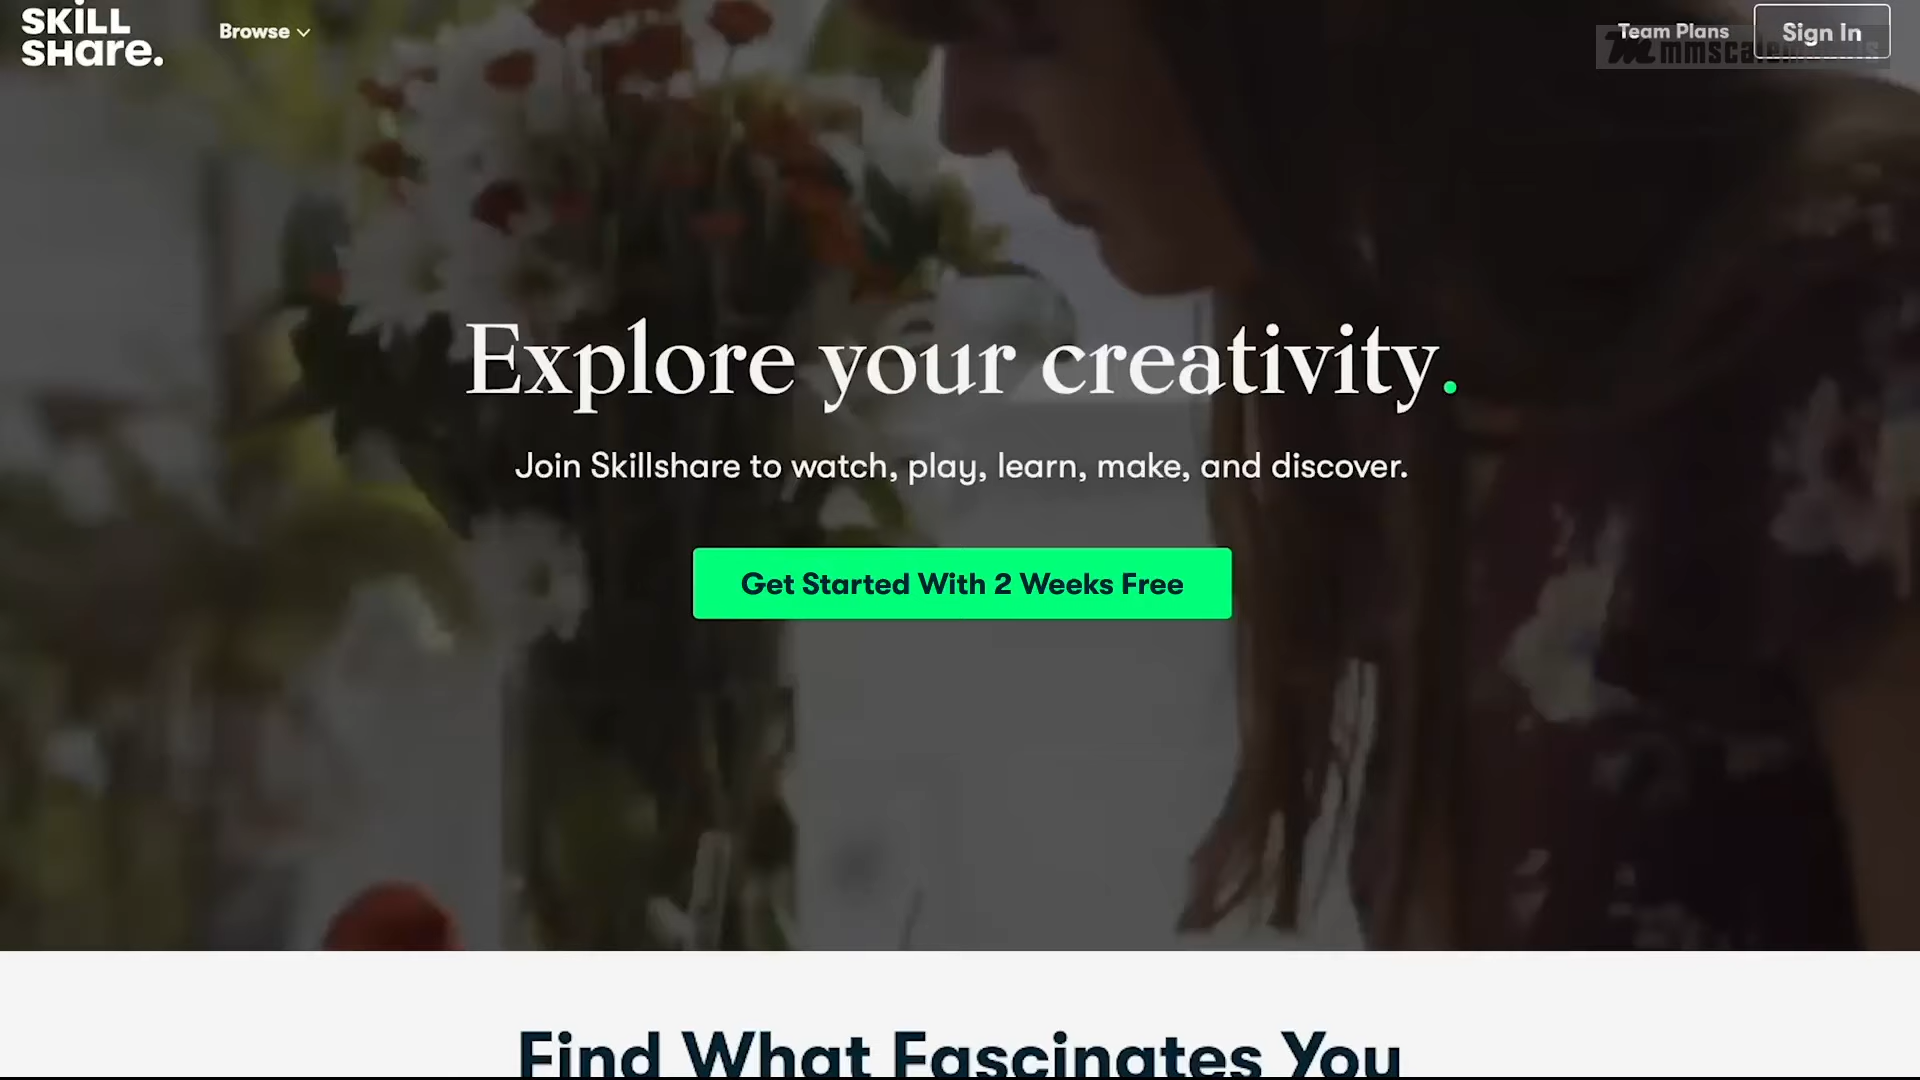 SKILL
SHare.
Browse
Team Plans
Sign In
Explore your creativity.
Join Skillshare to watch, play, learn, make, and discover.
Get Started With 2 Weeks Free
Find What Fascinates You